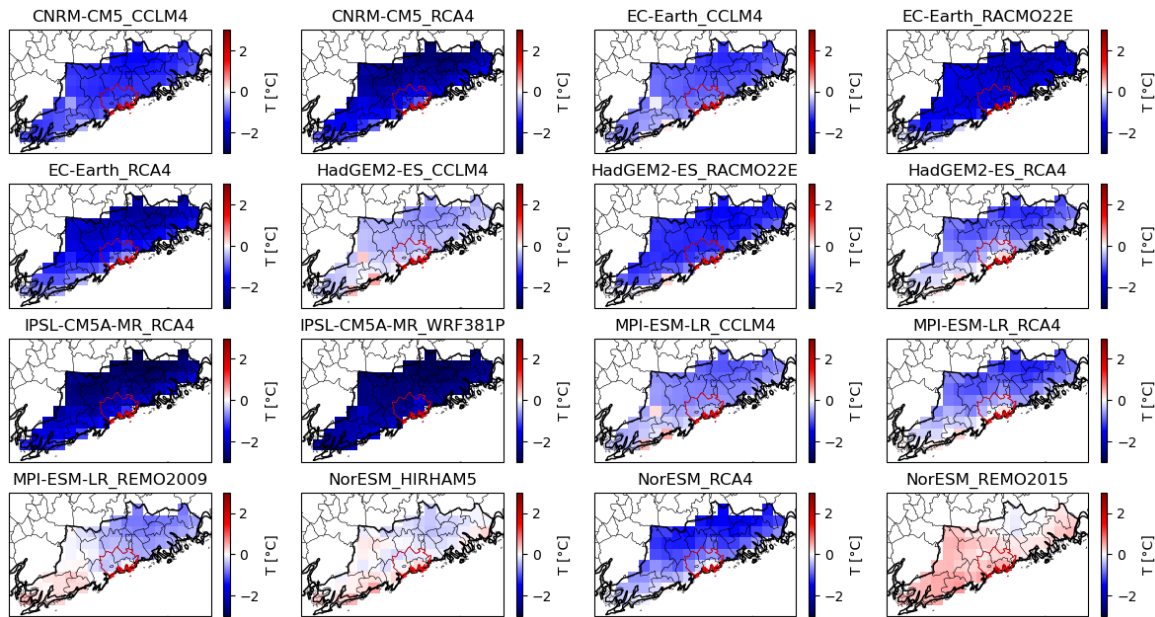 CNRM-CM5_CCLM4
2
0
−2
T [°C]
CNRM-CM5_RCA4
2
0
−2
T [°C]
EC-Earth_CCLM4
2
0
−2
T [°C]
EC-Earth_RACMO22E
2
0
−2
T [°C]
EC-Earth_RCA4
2
0
−2
T [°C]
HadGEM2-ES_CCLM4
2
0
−2
T [°C]
HadGEM2-ES_RACMO22E
2
0
−2
T [°C]
HadGEM2-ES_RCA4
2
0
−2
T [°C]
IPSL-CM5A-MR_RCA4
2
0
−2
T [°C]
IPSL-CM5A-MR_WRF381P
2
0
−2
T [°C]
MPI-ESM-LR_CCLM4
2
0
−2
T [°C]
MPI-ESM-LR_RCA4
2
0
−2
T [°C]
MPI-ESM-LR_REMO2009
2
0
−2
T [°C]
NorESM_HIRHAM5
2
0
−2
T [°C]
NorESM_RCA4
2
0
−2
T [°C]
NorESM_REMO2015
2
0
−2
T [°C]